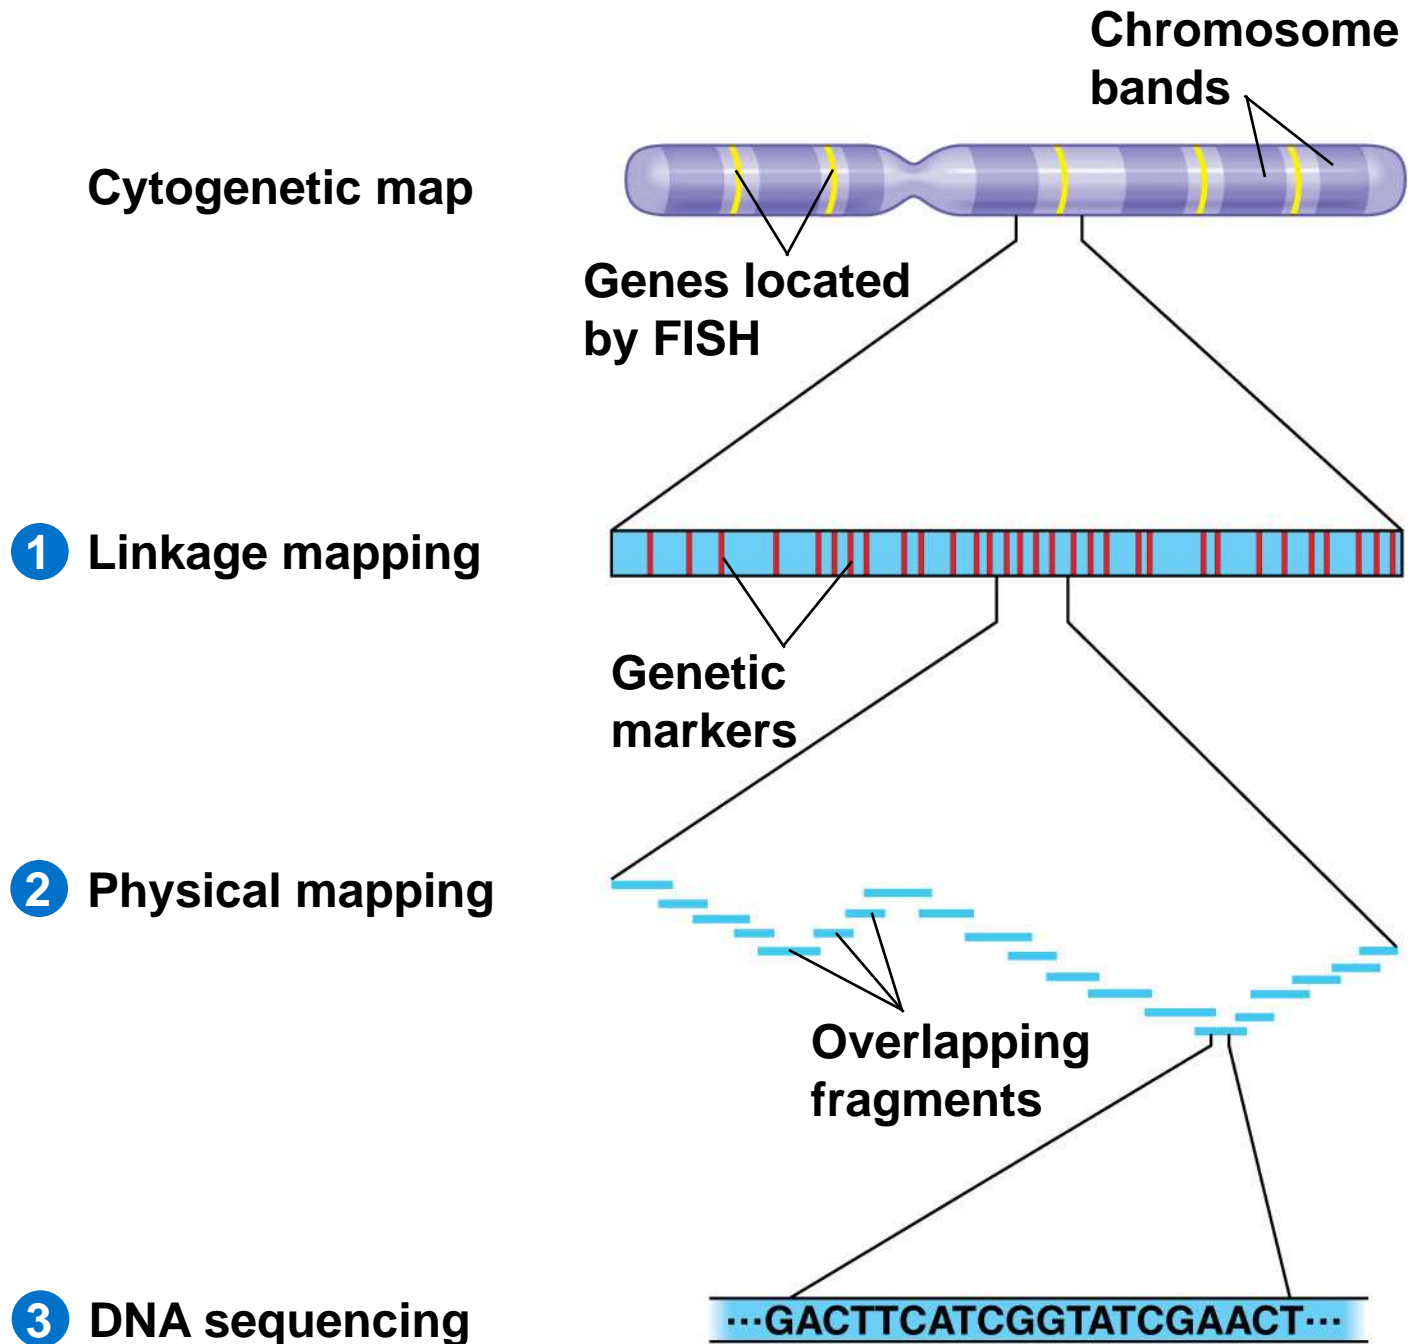 Chromosome
bands
Cytogenetic map
Genes located
by FISH
1 Linkage mapping
Genetic
markers
2 Physical mapping
Overlapping
fragments
3 DNA sequencing
···GACTTCATCGGTATCGAACT···